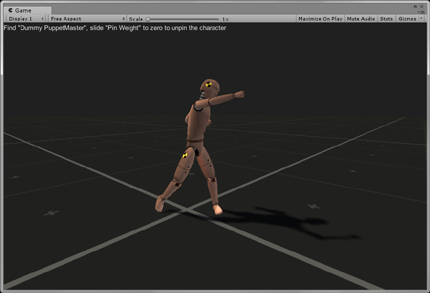 Game
Display 1 Free Aspect Scale 1x Maximize On Play Mute Audio Stats Gizmos
Find "Dummy PuppetMaster", slide "Pin Weight" to zero to unpin the character